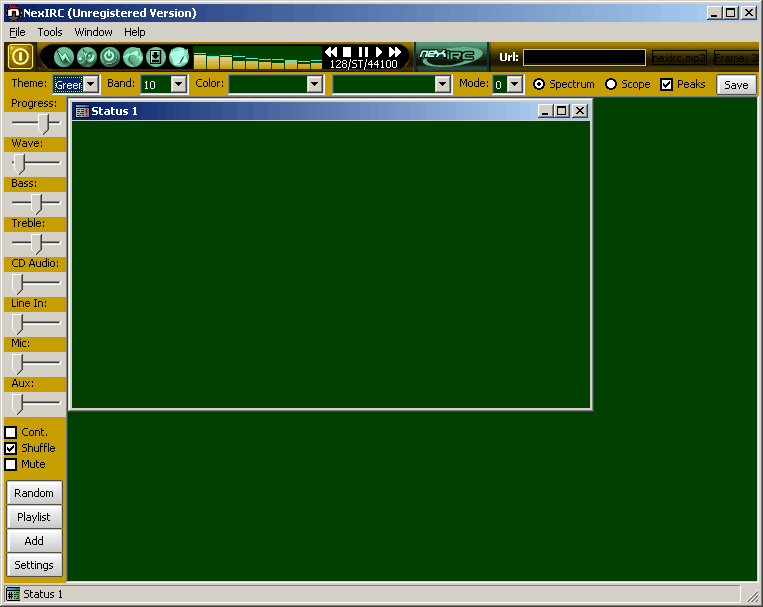 NexIRC (Unregistered Version)
File Tools Window Help
nexIRC Url: nexirc.mp3 Frame: 3
128/ST/44100
Theme: Green Band: 10 Color: Mode: 0 Spectrum Scope Peaks Save
Progress:
Status 1
Wave:
Bass:
Treble:
CD Audio:
Line In:
Mic:
Aux:
Cont.
Shuffle
Mute
Random
Playlist
Add
Settings
Status 1